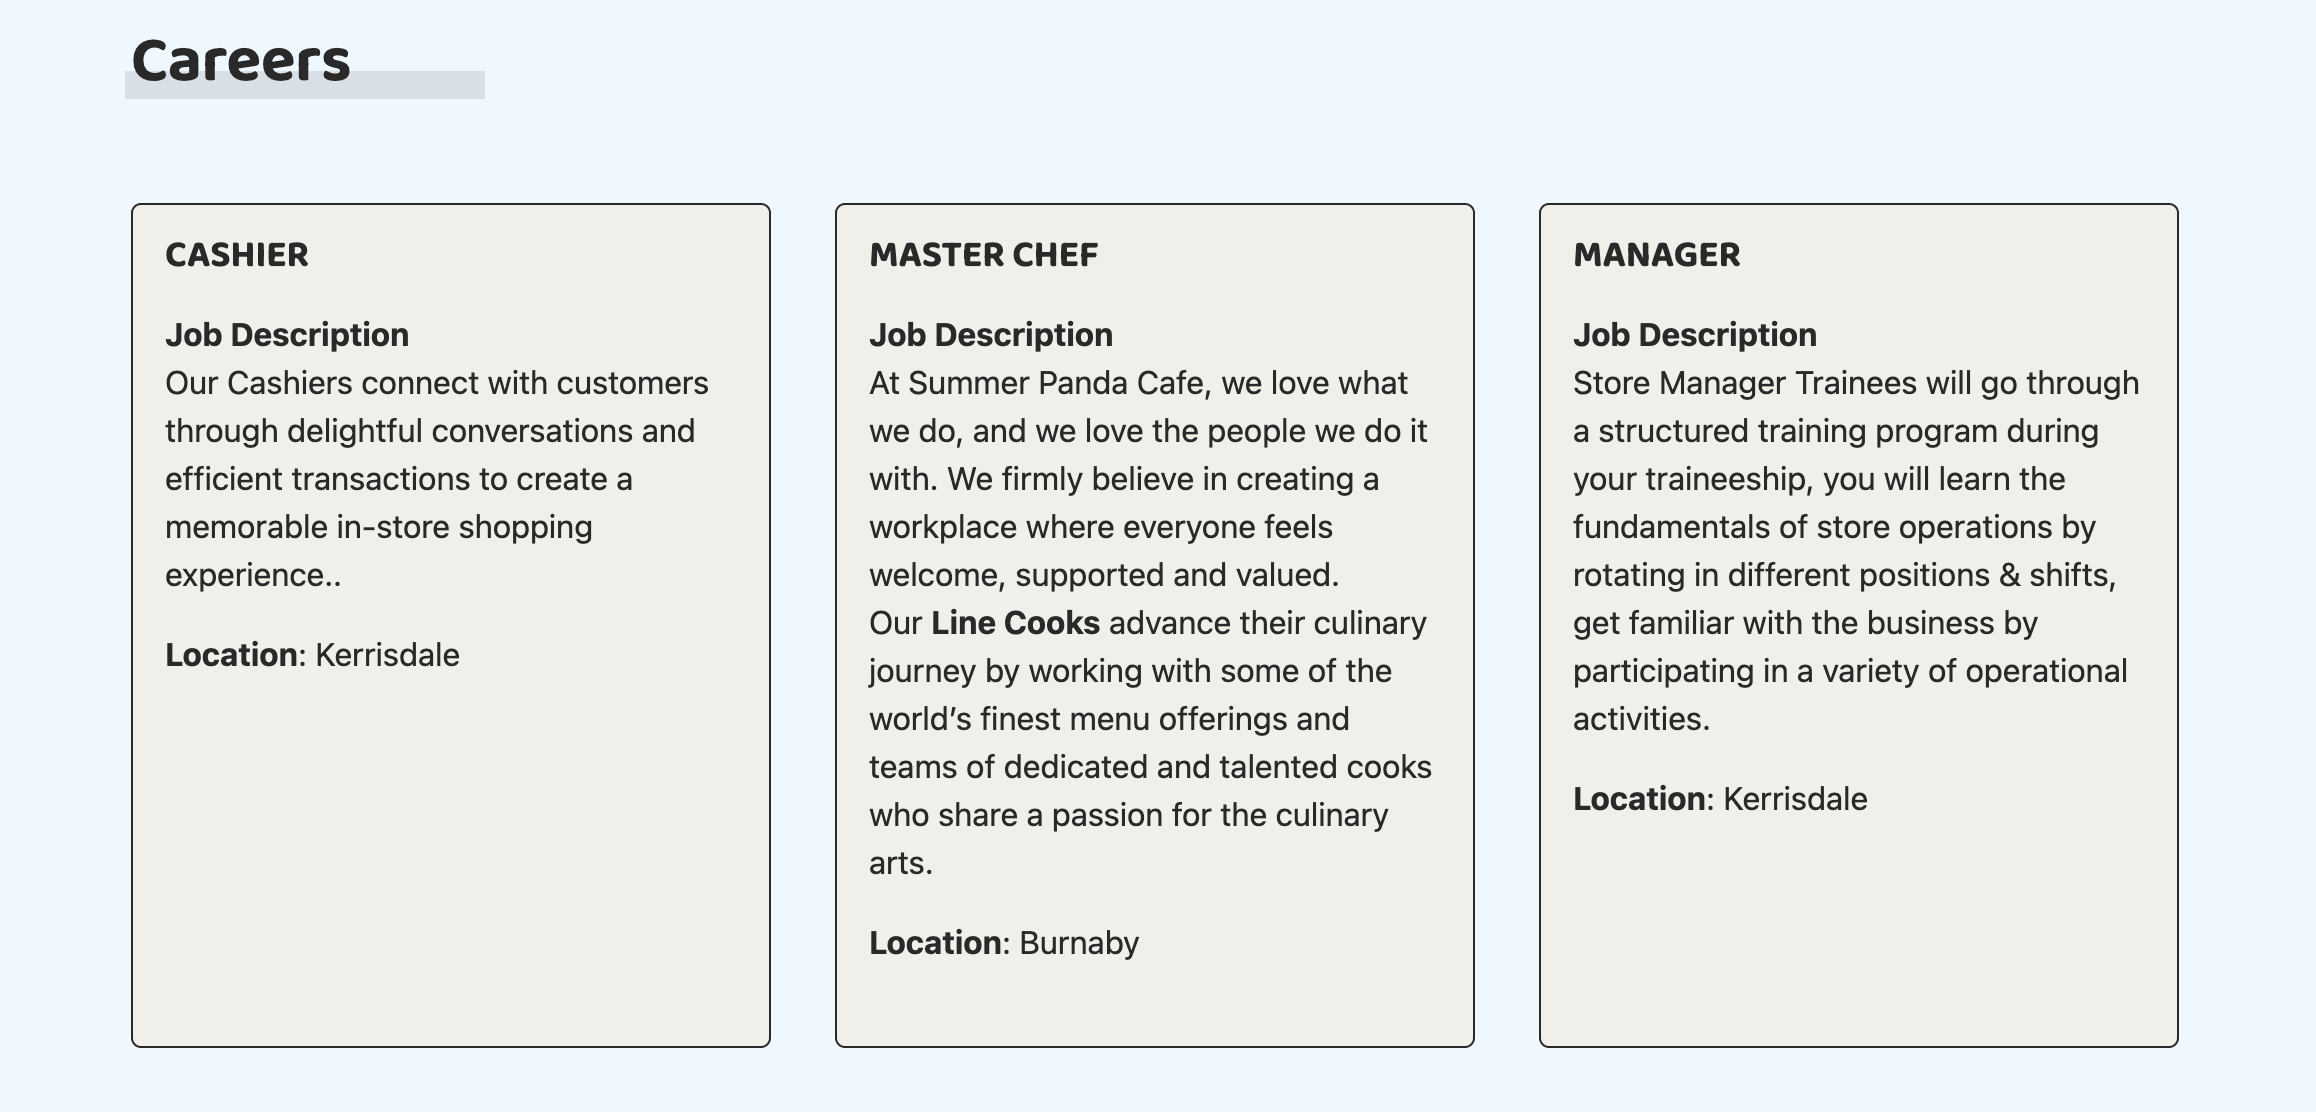 Careers
CASHIER
Job Description
Our Cashiers connect with customers
through delightful conversations and
efficient transactions to create a
memorable in-store shopping
experience..
Location: Kerrisdale
MASTER CHEF
Job Description
At Summer Panda Cafe, we love what
we do, and we love the people we do it
with. We firmly believe in creating a
workplace where everyone feels
welcome, supported and valued.
Our Line Cooks advance their culinary
journey by working with some of the
world’s finest menu offerings and
teams of dedicated and talented cooks
who share a passion for the culinary
arts.
Location: Burnaby
MANAGER
Job Description
Store Manager Trainees will go through
a structured training program during
your traineeship, you will learn the
fundamentals of store operations by
rotating in different positions & shifts,
get familiar with the business by
participating in a variety of operational
activities.
Location: Kerrisdale